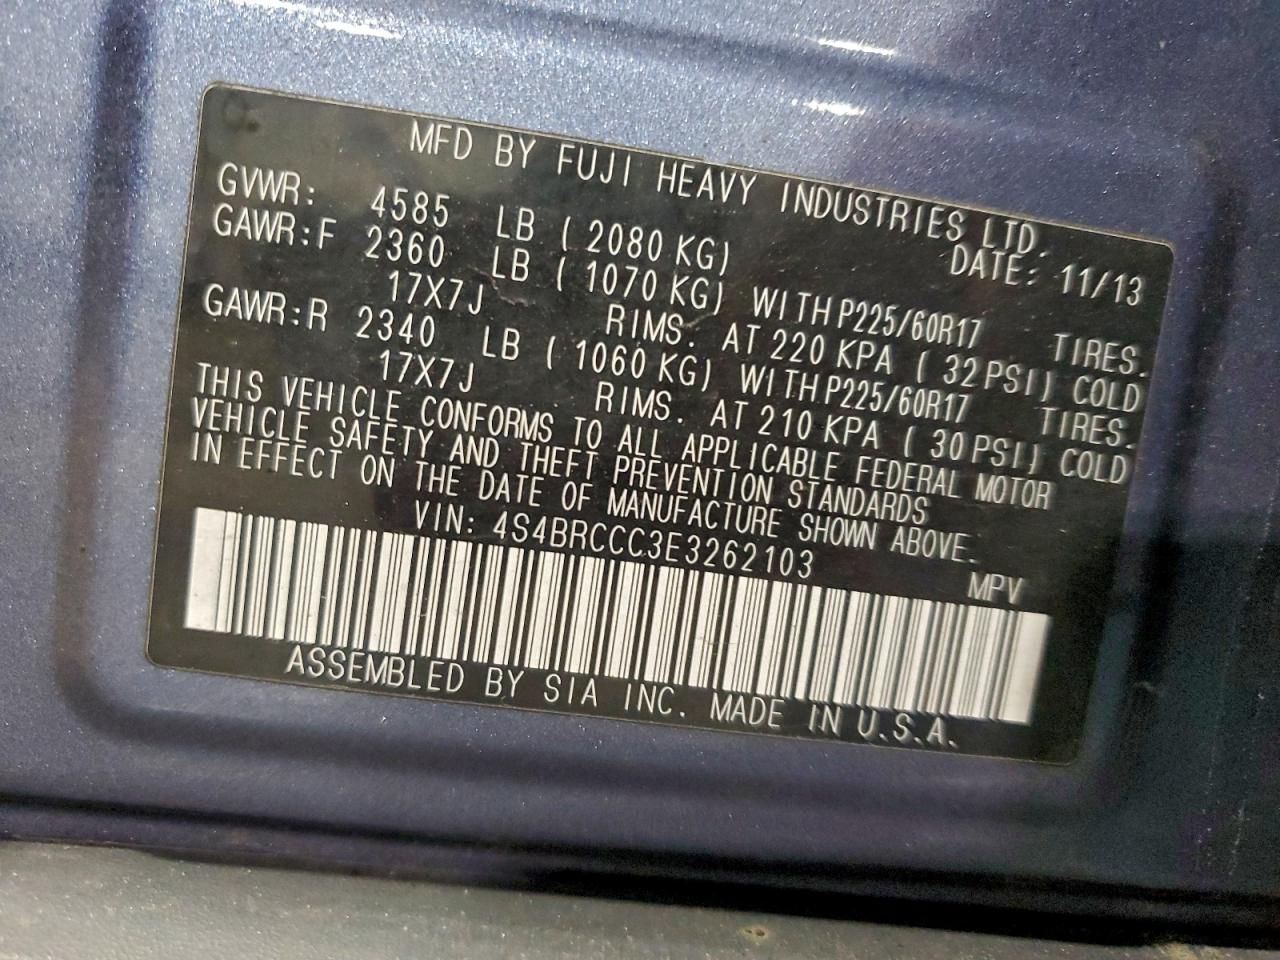 MFD BY FUJI HEAVY INDUSTRIES LTD.
DATE: 11/13
GVWR: 4585 LB (2080 KG)
GAWR:F 2360 LB (1070 KG) WITH P225/60R17 TIRES.
17X7J RIMS. AT 220 KPA (32 PSI) COLD
GAWR:R 2340 LB (1060 KG) WITH P225/60R17 TIRES.
17X7J RIMS. AT 210 KPA (30 PSI) COLD
THIS VEHICLE CONFORMS TO ALL APPLICABLE FEDERAL MOTOR
VEHICLE SAFETY AND THEFT PREVENTION STANDARDS
IN EFFECT ON THE DATE OF MANUFACTURE SHOWN ABOVE.
VIN: 4S4BRCCC3E3262103
MPV
ASSEMBLED BY SIA INC. MADE IN U.S.A.